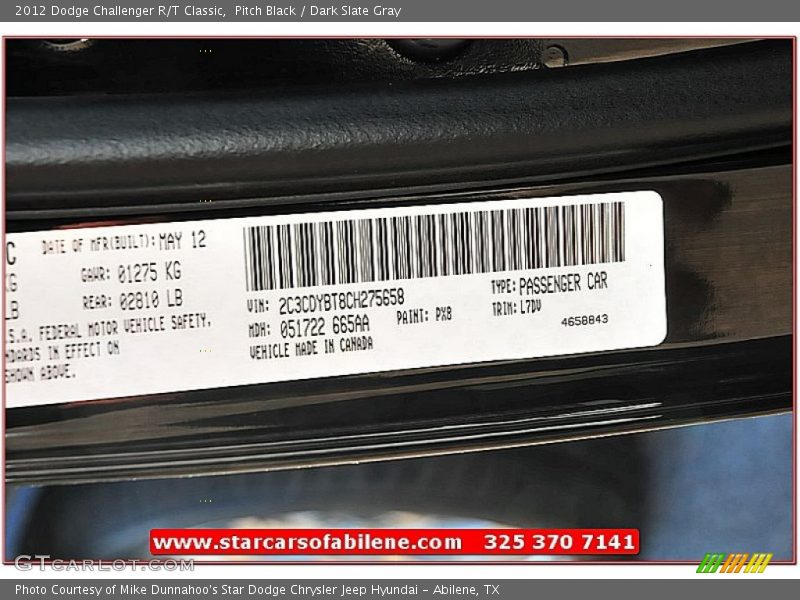 2012 Dodge Challenger R/T Classic,  Pitch Black / Dark Slate Gray
C DATE OF MFR(BUILT): MAY 12
KG GAWR: 01275 KG
LB REAR: 02810 LB
S.A. FEDERAL MOTOR VEHICLE SAFETY,
NDARDS IN EFFECT ON
SHOWN ABOVE.
VIN: 2C3CDYBT8CH275658 TYPE: PASSENGER CAR
MDH: 051722 665AA PAINT: PX8 TRIM: L7DV
VEHICLE MADE IN CANADA 4658843
www.starcarsofabilene.com 325 370 7141
GTcarlot.com
Photo Courtesy of Mike Dunnahoo's Star Dodge Chrysler Jeep Hyundai – Abilene, TX